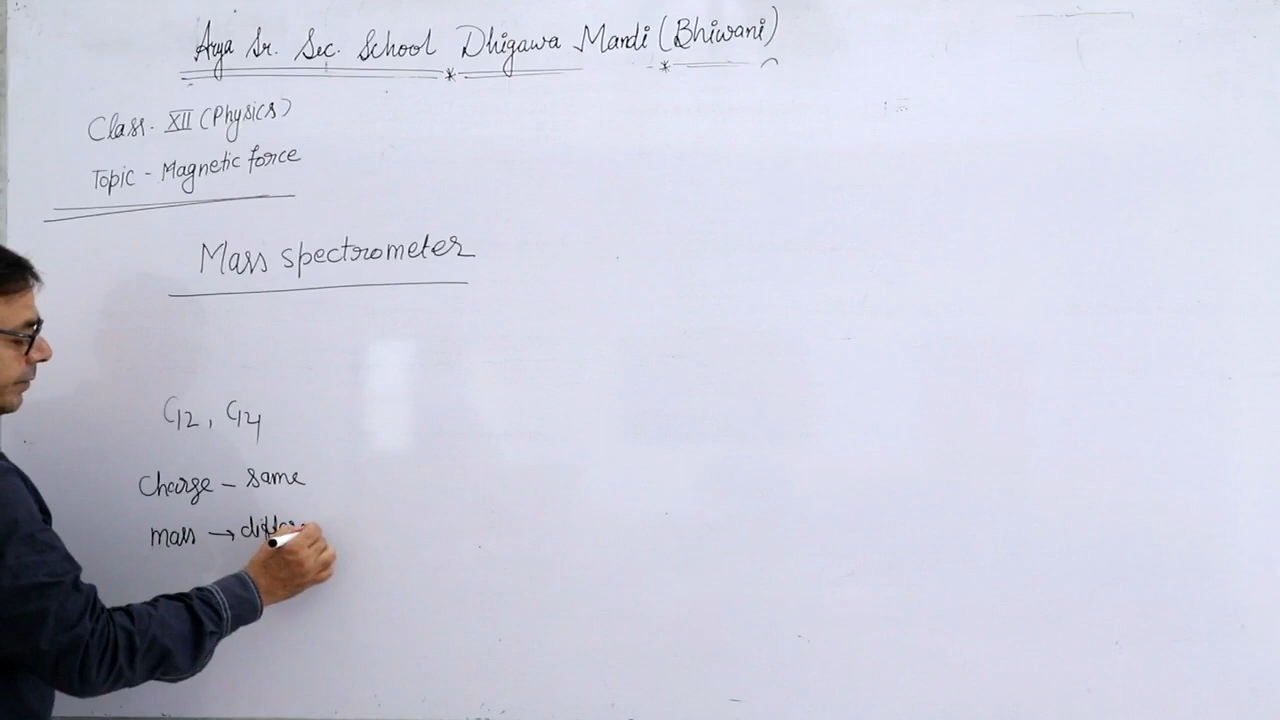 Arya Sr. Sec. School Dhigawa Mandi (Bhiwani)
Class. XII (Physics)
Topic - Magnetic force
Mass spectrometer
C12, C14
Charge - same
mass → differ